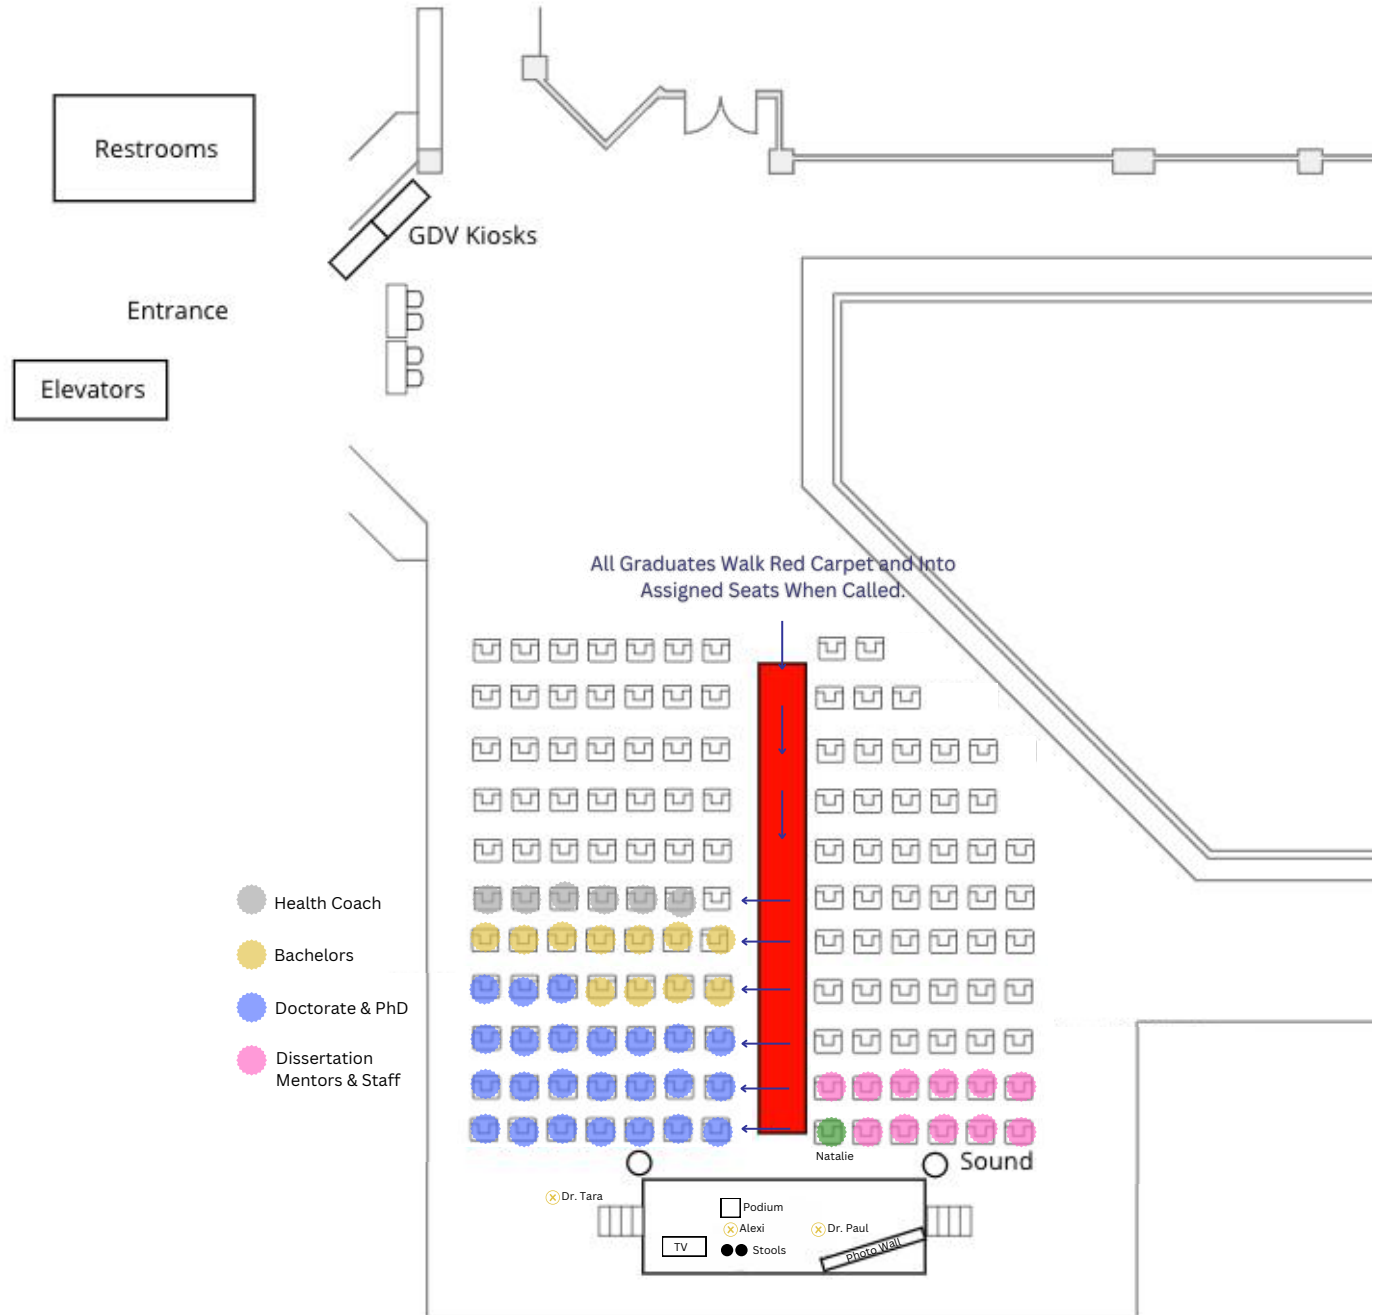 Restrooms
GDV Kiosks
Entrance
Elevators
All Graduates Walk Red Carpet and Into
Assigned Seats When Called.
Health Coach
Bachelors
Doctorate & PhD
Dissertation
Mentors & Staff
Natalie
Sound
Dr. Tara
Podium
Alexi
Dr. Paul
TV
Stools
Photo Wall